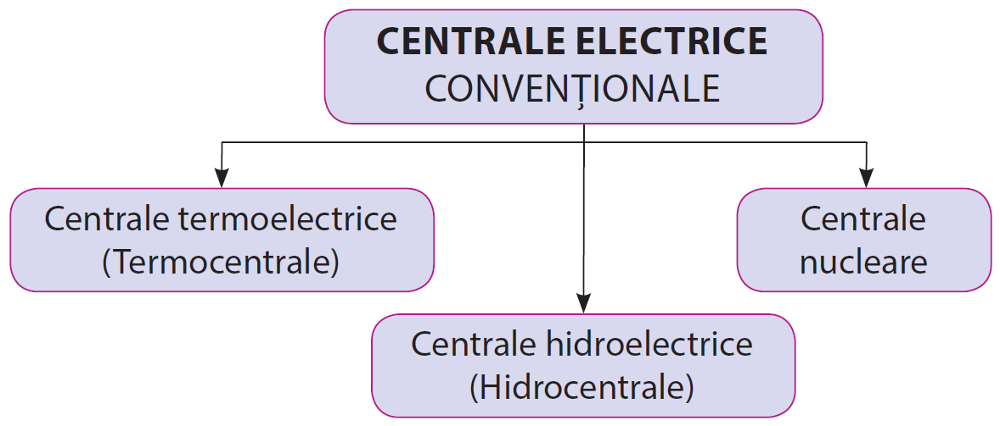 CENTRALE ELECTRICE
CONVENȚIONALE
Centrale termoelectrice
(Termocentrale)
Centrale hidroelectrice
(Hidrocentrale)
Centrale
nucleare